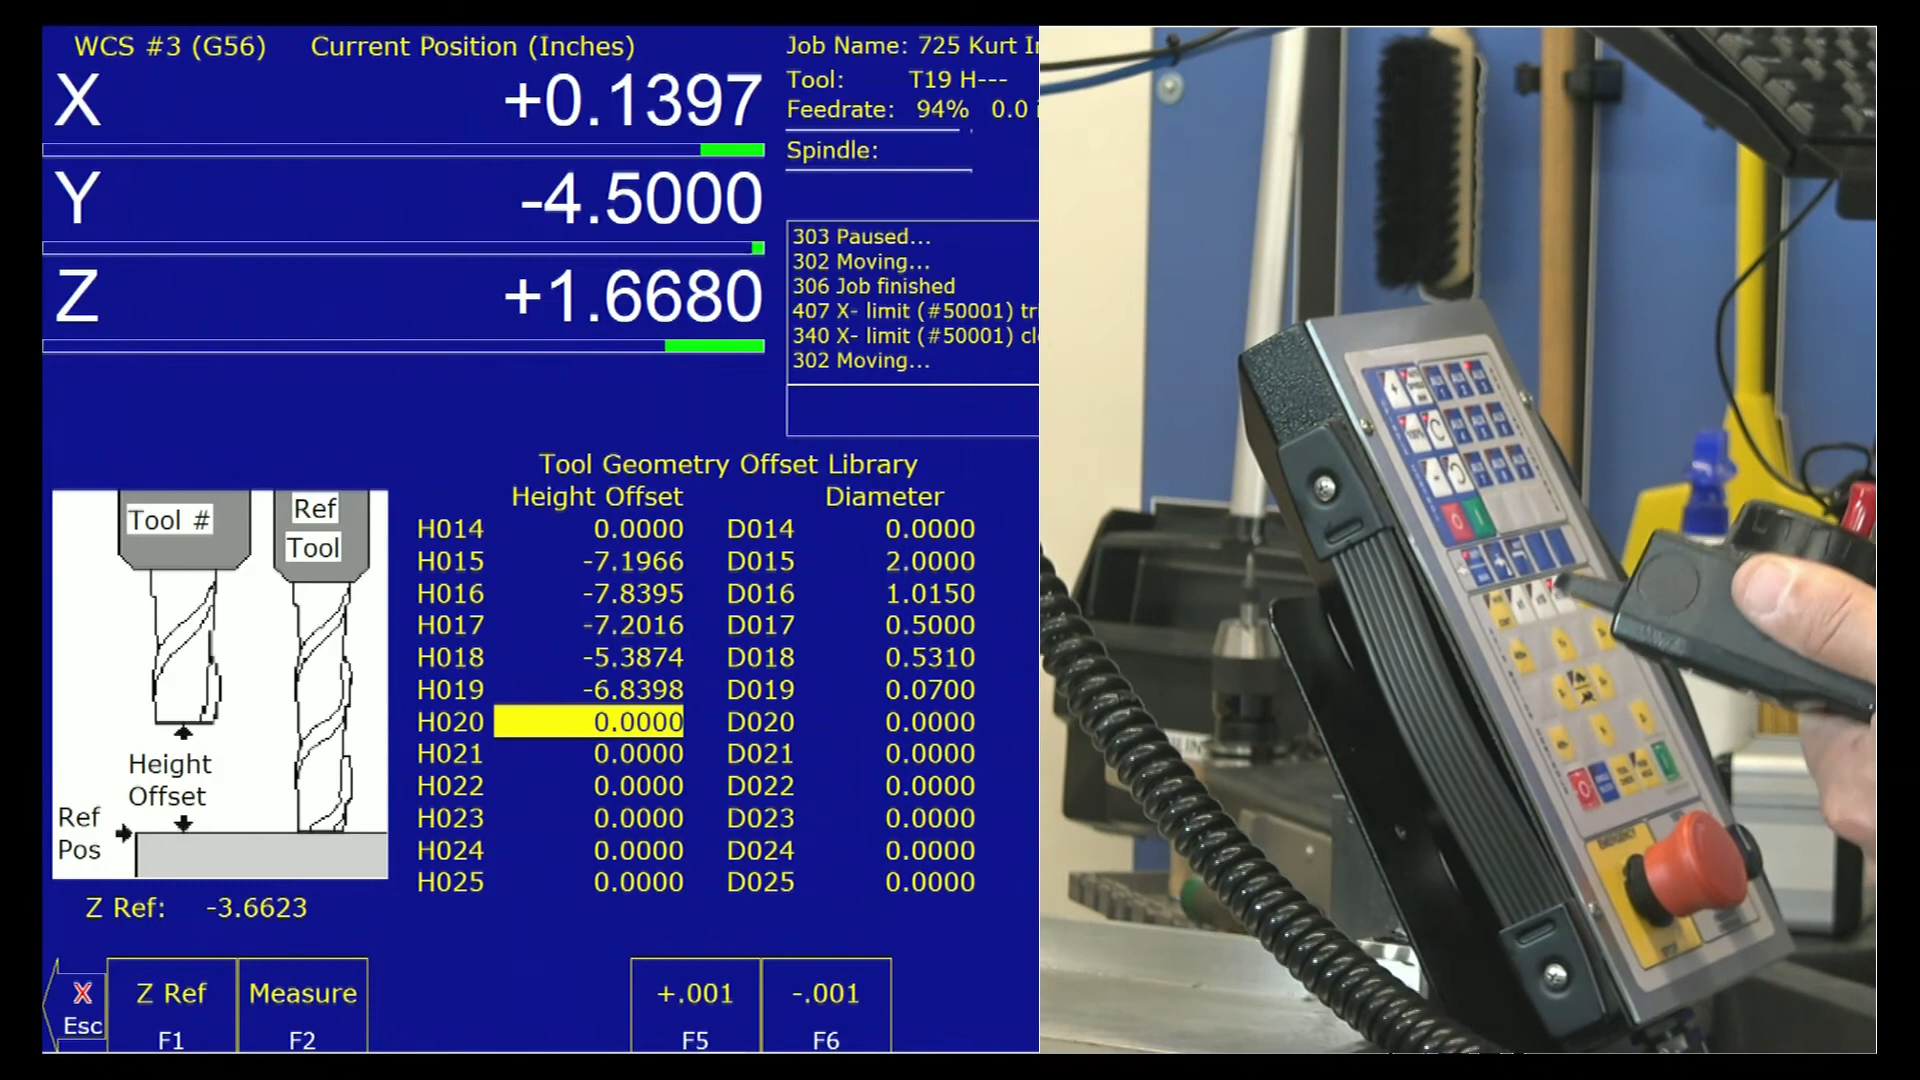 WCS #3 (G56) Current Position (Inches)
X +0.1397
Y -4.5000
Z +1.6680
Job Name: 725 Kurt
Tool: T19 H---
Feedrate: 94% 0.0
Spindle:
303 Paused...
302 Moving...
306 Job finished
407 X- limit (#50001)
340 X- limit (#50001)
302 Moving...
Tool Geometry Offset Library
Height Offset Diameter
H014 0.0000 D014 0.0000
H015 -7.1966 D015 2.0000
H016 -7.8395 D016 1.0150
H017 -7.2016 D017 0.5000
H018 -5.3874 D018 0.5310
H019 -6.8398 D019 0.0700
H020 0.0000 D020 0.0000
H021 0.0000 D021 0.0000
H022 0.0000 D022 0.0000
H023 0.0000 D023 0.0000
H024 0.0000 D024 0.0000
H025 0.0000 D025 0.0000
Tool #
Ref
Tool
Height
Offset
Ref
Pos
Z Ref: -3.6623
X
Esc
Z Ref
F1
Measure
F2
+.001
F5
-.001
F6
EMERGENCY